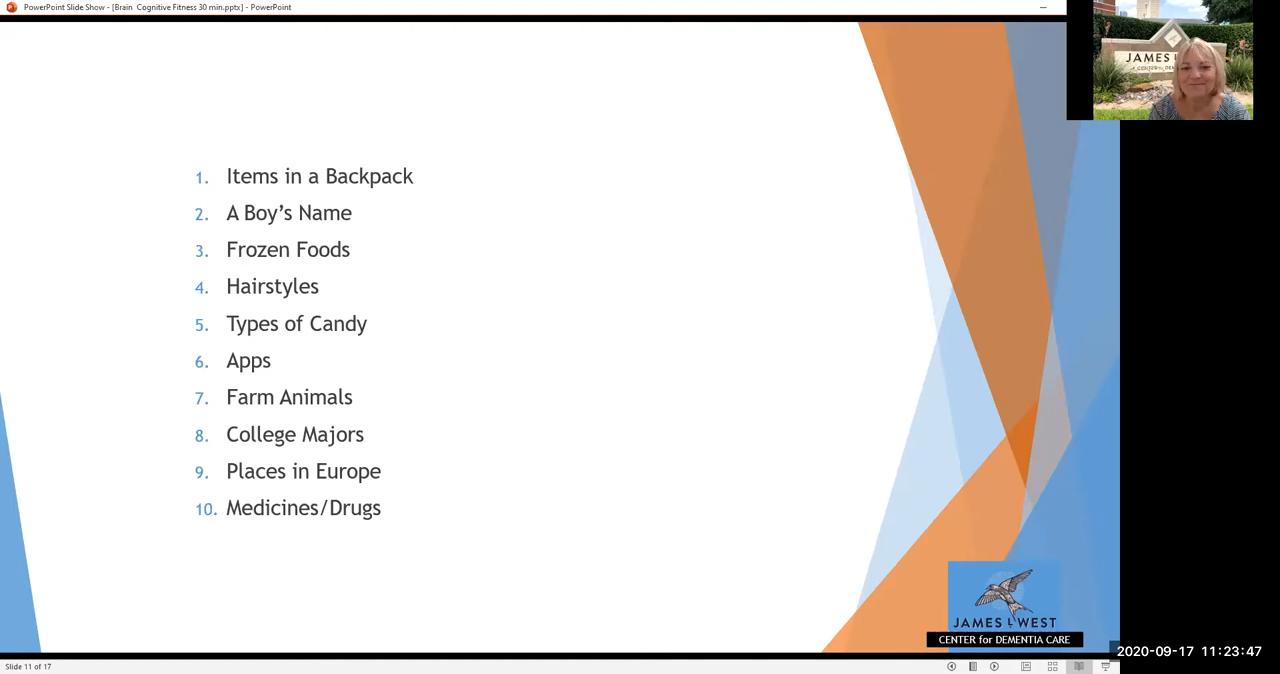 PowerPoint Slide Show - [Brain  Cognitive Fitness 30 min.pptx] - PowerPoint
JAMES L
CENTER
1. Items in a Backpack
2. A Boy's Name
3. Frozen Foods
4. Hairstyles
5. Types of Candy
6. Apps
7. Farm Animals
8. College Majors
9. Places in Europe
10. Medicines/Drugs
JAMES L WEST
CENTER for DEMENTIA CARE
2020-09-17 11:23:47
Slide 11 of 17